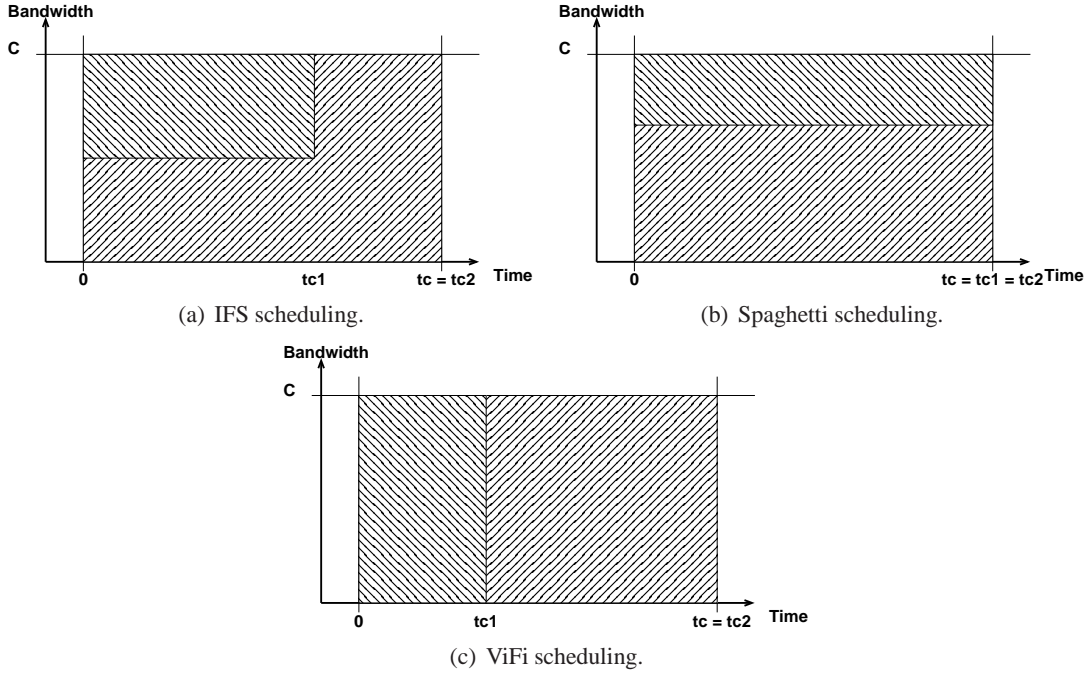 Bandwidth
C
0
tc1
tc = tc2
Time
(a) IFS scheduling.
Bandwidth
C
0
tc = tc1 = tc2
Time
(b) Spaghetti scheduling.
Bandwidth
C
0
tc1
tc = tc2
Time
(c) ViFi scheduling.